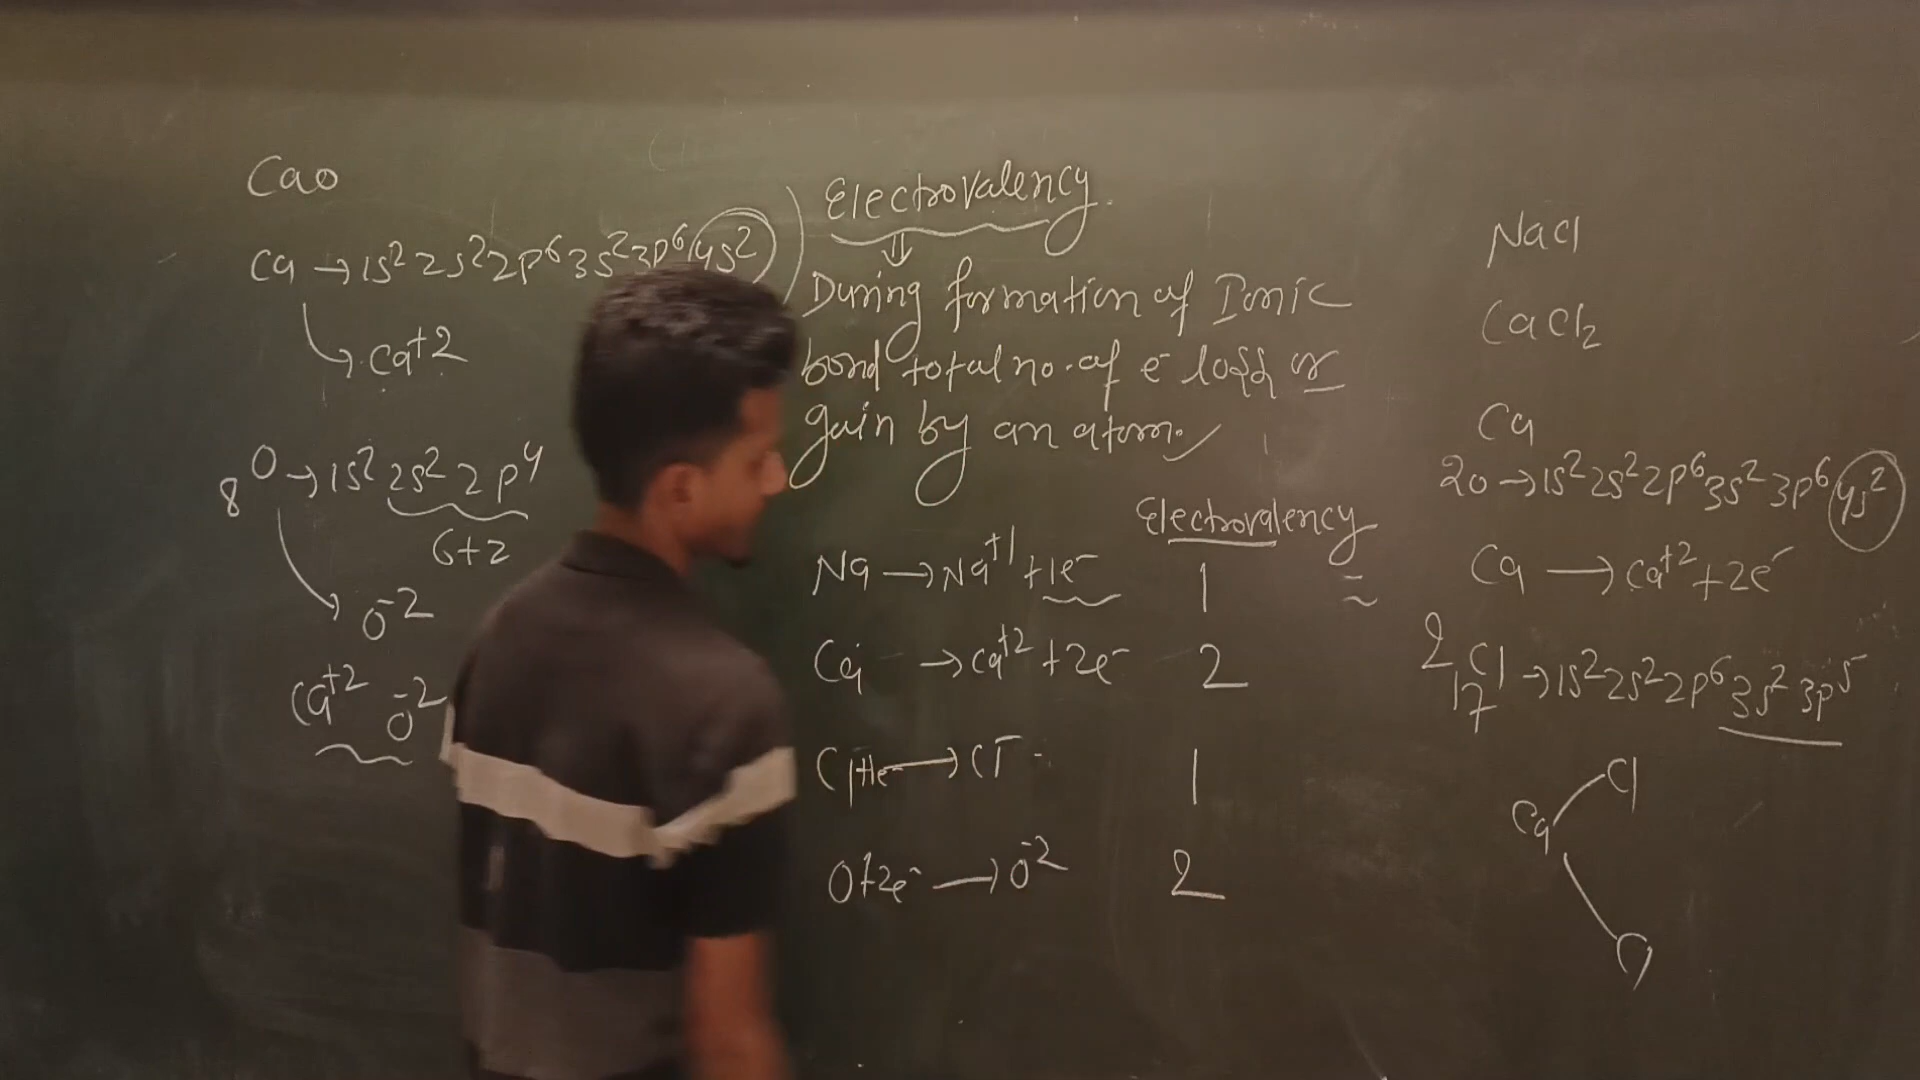 Cao
Ca → 1s² 2s² 2p⁶ 3s² 3p⁶ 4s²
Ca⁺²
₈O → 1s² 2s² 2p⁴
6+2
O⁻²
Ca⁺² O⁻²
Electrovalency.
⇓
During formation of Ionic
bond total no. of e⁻ loss or
gain by an atom.
Electrovalency
Na → Na⁺¹ + 1e⁻ 1
Ca → Ca⁺² + 2e⁻ 2
Cl+1e⁻ → Cl⁻ 1
O+2e⁻ → O⁻² 2
NaCl
CaCl₂
Ca
20 → 1s² 2s² 2p⁶ 3s² 3p⁶ 4s²
Ca → Ca⁺² + 2e⁻
2 ₁₇Cl → 1s² 2s² 2p⁶ 3s² 3p⁵
Cl
Ca
Cl